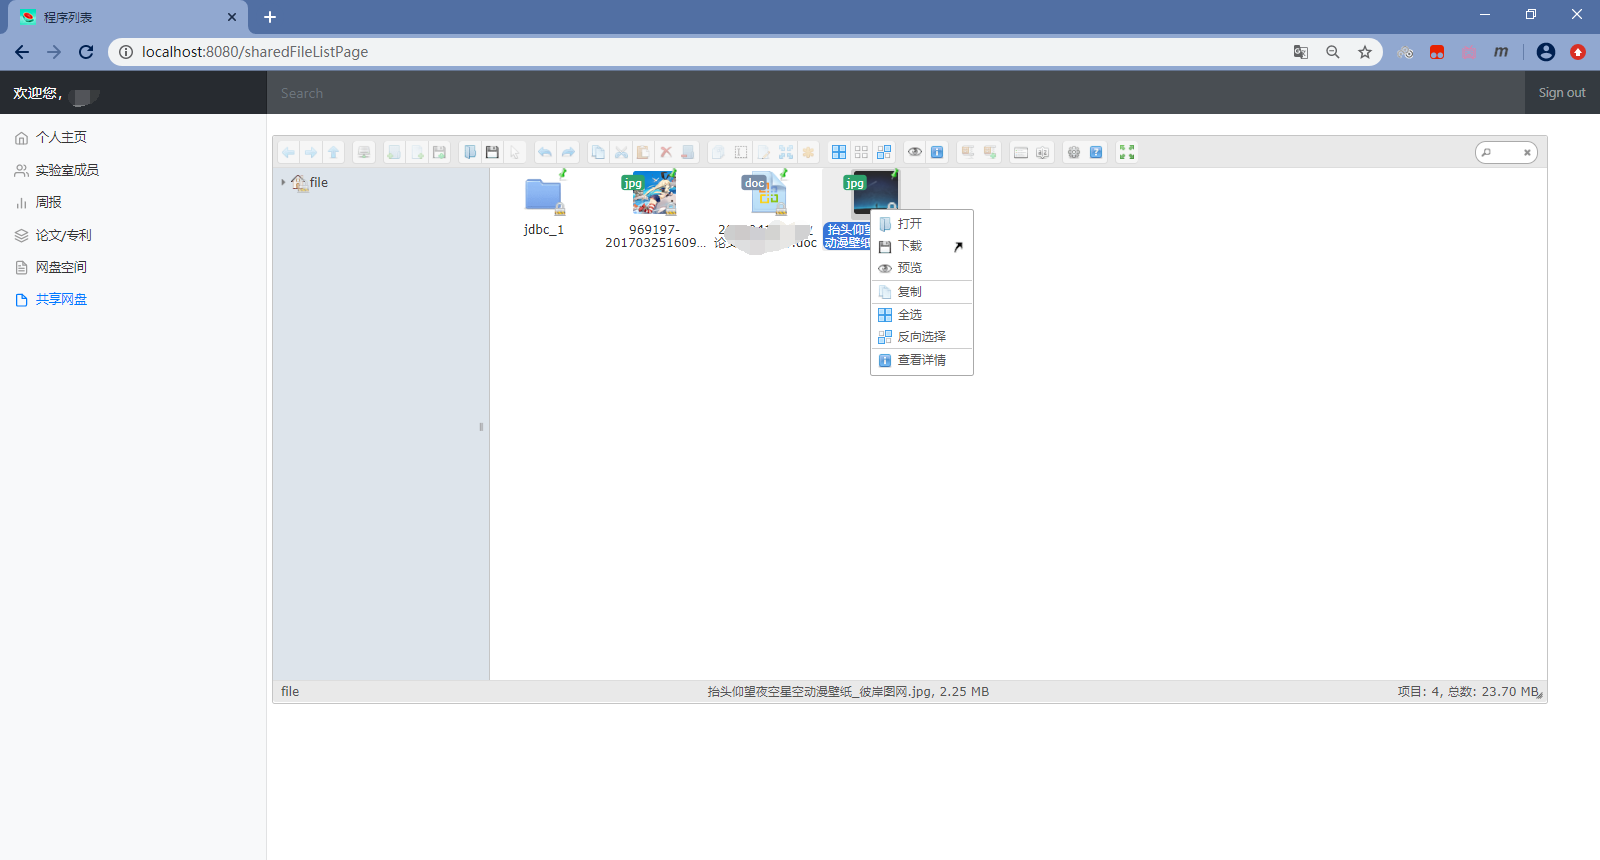 程序列表
localhost:8080/sharedFileListPage
欢迎您,
Search
Sign out
个人主页
实验室成员
周报
论文/专利
网盘空间
共享网盘
file
jdbc_1
jpg
969197-
201703251609...
doc
论文
.doc
jpg
抬头仰望
动漫壁纸
打开
下载
预览
复制
全选
反向选择
查看详情
file
抬头仰望夜空星空动漫壁纸_彼岸图网.jpg, 2.25 MB
项目: 4, 总数: 23.70 MB